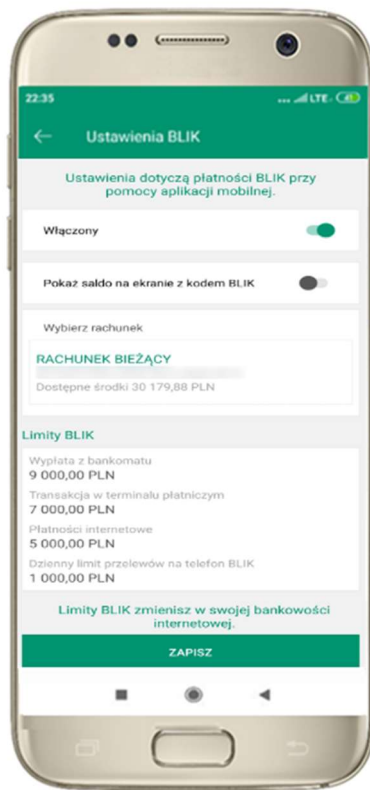 22:35
... LTE
Ustawienia BLIK
Ustawienia dotyczą płatności BLIK przy
pomocy aplikacji mobilnej.
Włączony
Pokaż saldo na ekranie z kodem BLIK
Wybierz rachunek
RACHUNEK BIEŻĄCY
Dostępne środki 30 179,88 PLN
Limity BLIK
Wypłata z bankomatu
9 000,00 PLN
Transakcja w terminalu płatniczym
7 000,00 PLN
Płatności internetowe
5 000,00 PLN
Dzienny limit przelewów na telefon BLIK
1 000,00 PLN
Limity BLIK zmienisz w swojej bankowości
internetowej.
ZAPISZ